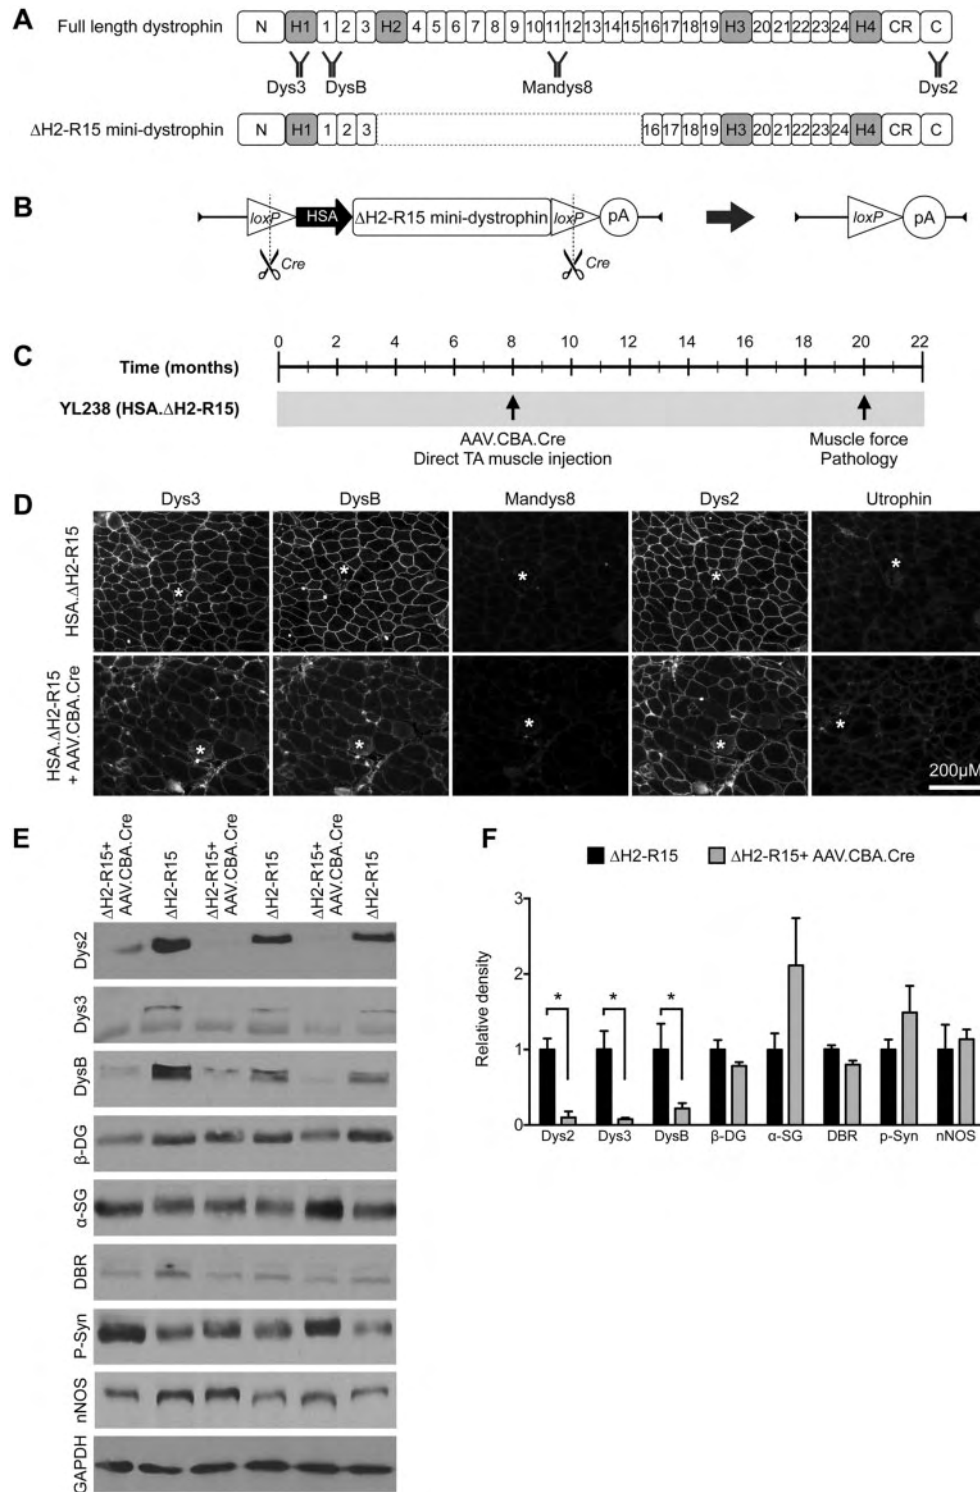 A
Full length dystrophin N H1 1 2 3 H2 4 5 6 7 8 9 10 11 12 13 14 15 16 17 18 19 H3 20 21 22 23 24 H4 CR C
Dys3 DysB Mandys8 Dys2
ΔH2-R15 mini-dystrophin N H1 1 2 3 16 17 18 19 H3 20 21 22 23 24 H4 CR C
B
loxP HSA ΔH2-R15 mini-dystrophin loxP pA loxP pA
Cre Cre
C
0 2 4 6 8 10 12 14 16 18 20 22
Time (months)
YL238 (HSA.ΔH2-R15)
AAV.CBA.Cre
Direct TA muscle injection
Muscle force
Pathology
D
Dys3 DysB Mandys8 Dys2 Utrophin
HSA.ΔH2-R15
* * * * *
HSA.ΔH2-R15
+ AAV.CBA.Cre
* * * * *
200µM
E
ΔH2-R15+
AAV.CBA.Cre
ΔH2-R15
ΔH2-R15+
AAV.CBA.Cre
ΔH2-R15
ΔH2-R15+
AAV.CBA.Cre
ΔH2-R15
Dys2
Dys3
DysB
β-DG
α-SG
DBR
P-Syn
nNOS
GAPDH
F
ΔH2-R15 ΔH2-R15+ AAV.CBA.Cre
Relative density
3
2
1
0
* * *
Dys2 Dys3 DysB β-DG α-SG DBR p-Syn nNOS